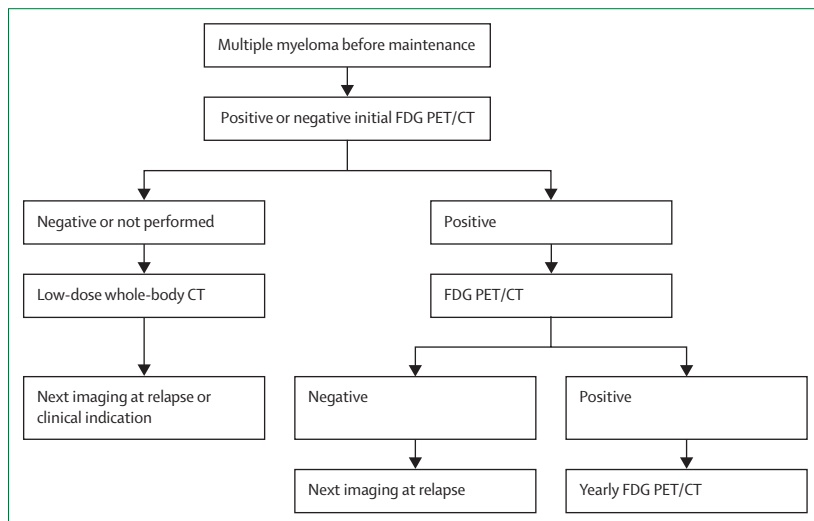 Multiple myeloma before maintenance
Positive or negative initial FDG PET/CT
Negative or not performed
Positive
Low-dose whole-body CT
FDG PET/CT
Next imaging at relapse or
clinical indication
Negative
Positive
Next imaging at relapse
Yearly FDG PET/CT